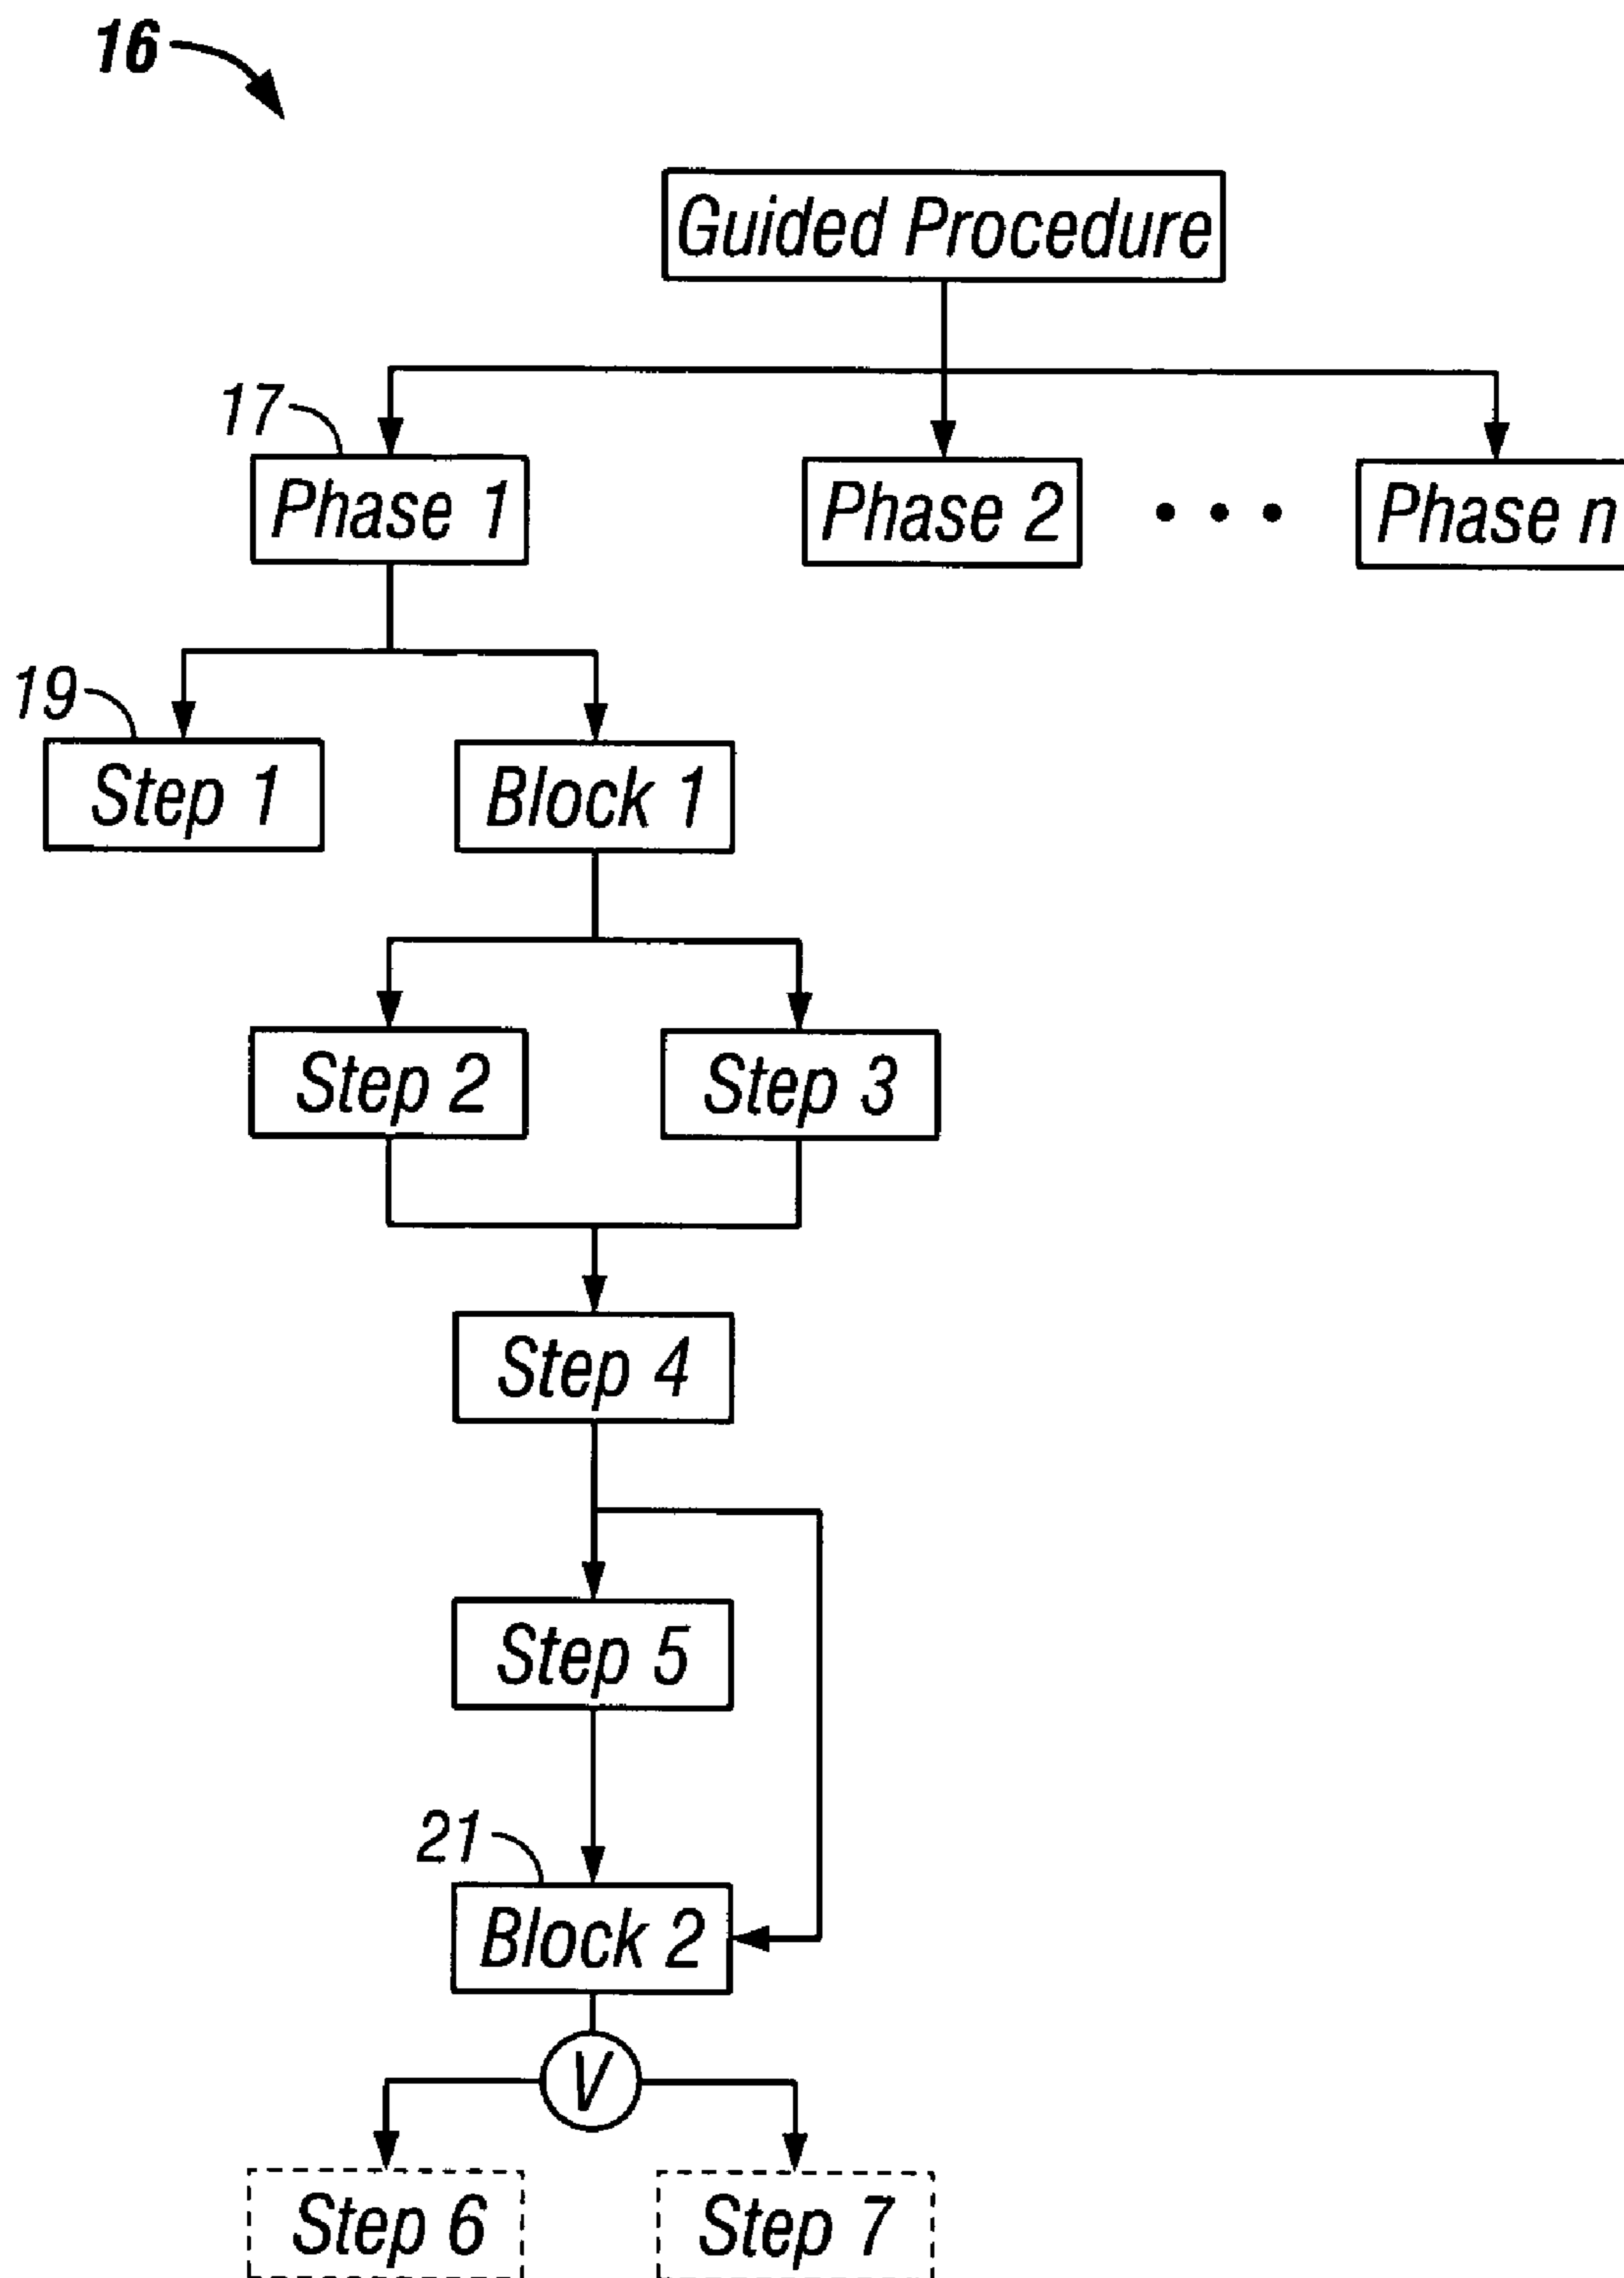 16
Guided Procedure
17
Phase 1
Phase 2
• • •
Phase n
19
Step 1
Block 1
Step 2
Step 3
Step 4
Step 5
21
Block 2
V
Step 6
Step 7